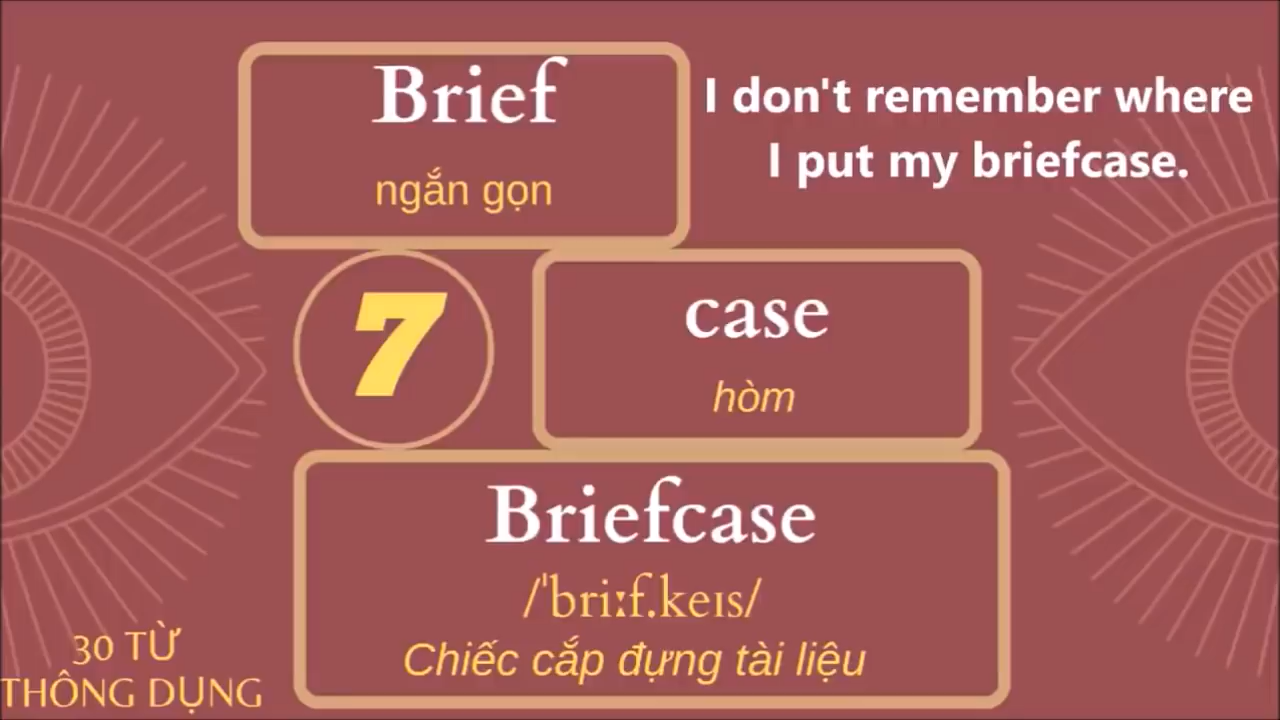 Brief
ngắn gọn
I don't remember where
I put my briefcase.
7
case
hòm
Briefcase
/ˈbriːf.keɪs/
Chiếc cắp đựng tài liệu
30 TỪ
THÔNG DỤNG